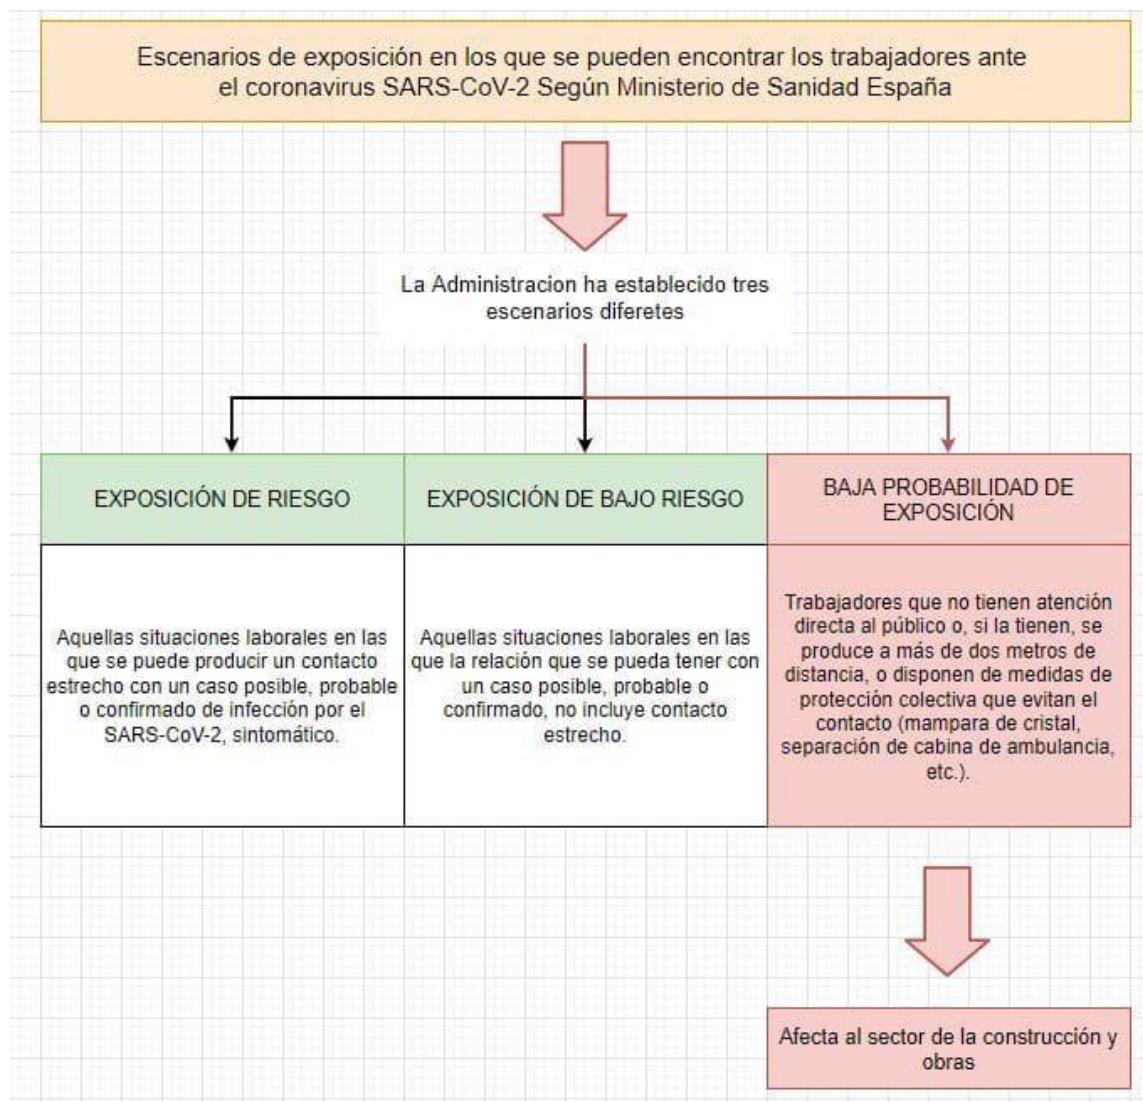 Escenarios de exposición en los que se pueden encontrar los trabajadores ante
el coronavirus SARS-CoV-2 Según Ministerio de Sanidad España
La Administracion ha establecido tres
escenarios diferetes
EXPOSICIÓN DE RIESGO
EXPOSICIÓN DE BAJO RIESGO
BAJA PROBABILIDAD DE
EXPOSICIÓN
Aquellas situaciones laborales en las
que se puede producir un contacto
estrecho con un caso posible, probable
o confirmado de infección por el
SARS-CoV-2, sintomático.
Aquellas situaciones laborales en las
que la relación que se pueda tener con
un caso posible, probable o
confirmado, no incluye contacto
estrecho.
Trabajadores que no tienen atención
directa al público o, si la tienen, se
produce a más de dos metros de
distancia, o disponen de medidas de
protección colectiva que evitan el
contacto (mampara de cristal,
separación de cabina de ambulancia,
etc.).
Afecta al sector de la construcción y
obras